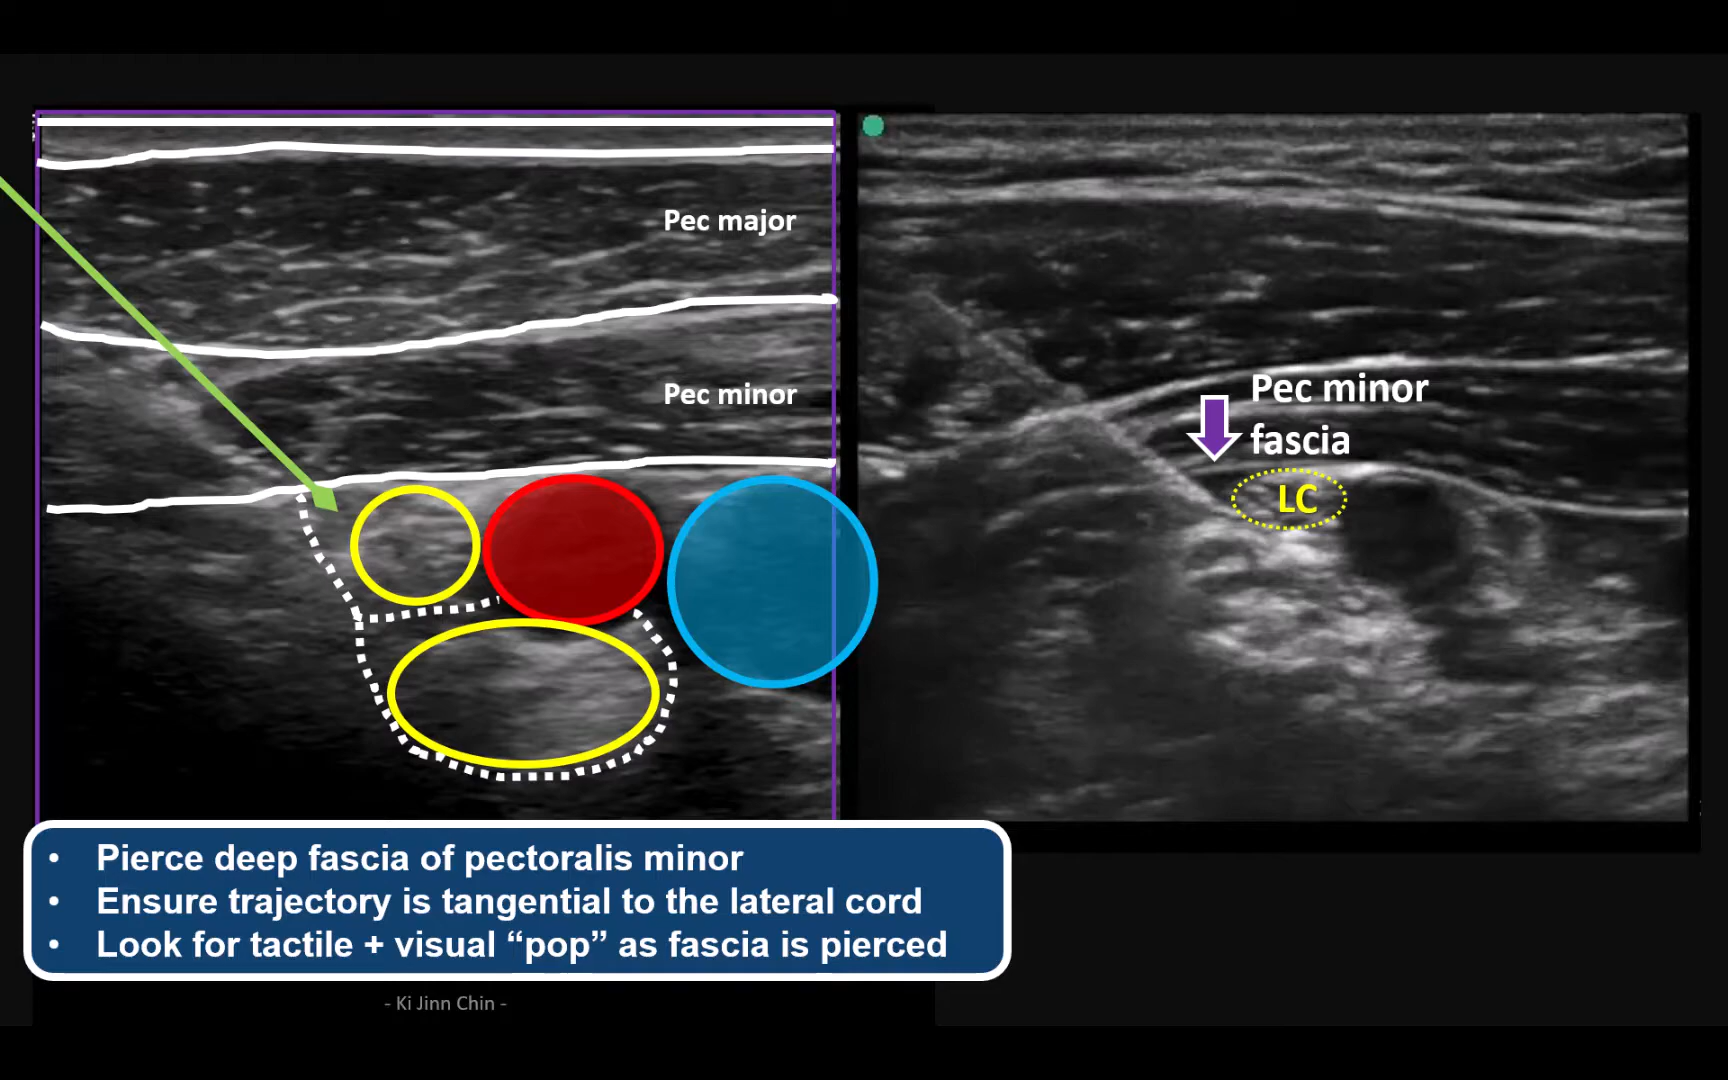 Pec major
Pec minor
Pec minor
fascia
LC
• Pierce deep fascia of pectoralis minor
• Ensure trajectory is tangential to the lateral cord
• Look for tactile + visual “pop” as fascia is pierced
- Ki Jinn Chin -